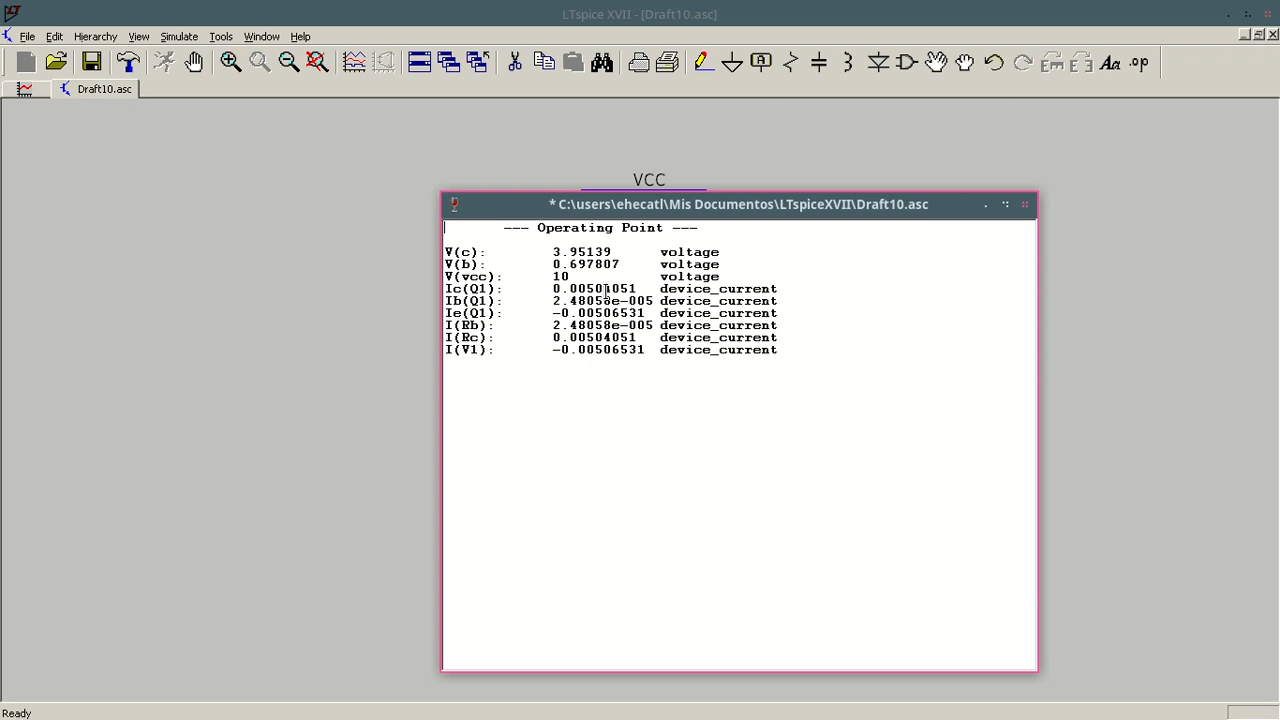 LTspice XVII - [Draft10.asc]
File Edit Hierarchy View Simulate Tools Window Help
Aa .op
Draft10.asc
VCC
* C:\users\ehecatl\Mis Documentos\LTspiceXVII\Draft10.asc
--- Operating Point ---
V(c): 3.95139 voltage
V(b): 0.697807 voltage
V(vcc): 10 voltage
Ic(Q1): 0.00504051 device_current
Ib(Q1): 2.48058e-005 device_current
Ie(Q1): -0.00506531 device_current
I(Rb): 2.48058e-005 device_current
I(Rc): 0.00504051 device_current
I(V1): -0.00506531 device_current
Ready